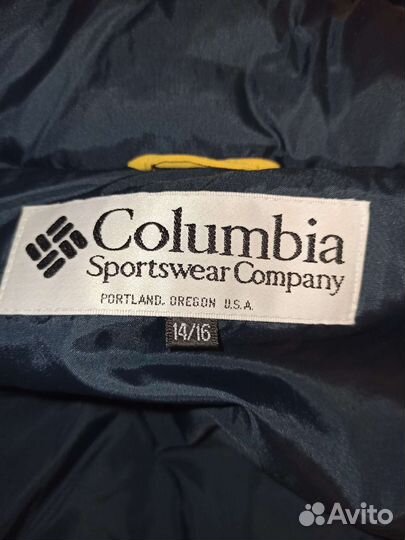 Columbia
Sportswear Company
PORTLAND, OREGON U.S.A.
14/16
Avito